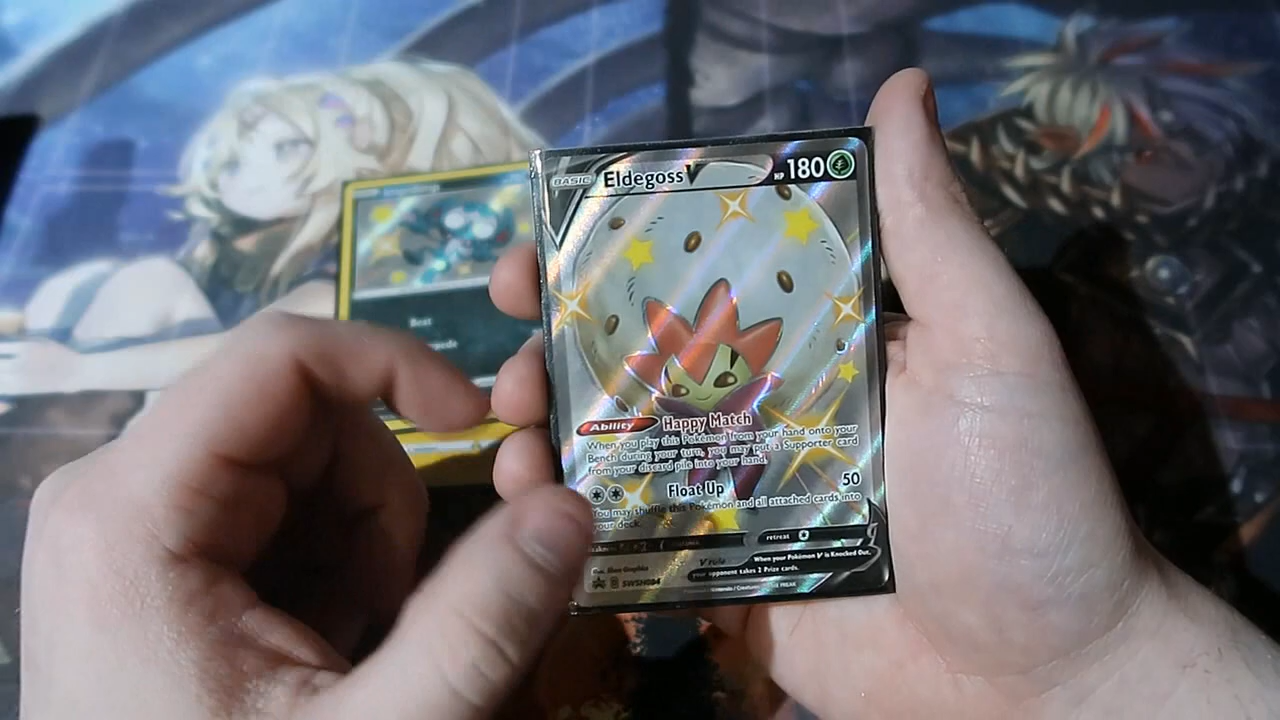 BASIC Eldegoss V HP 180
Ability Happy Match
When you play this Pokémon from your hand onto your
Bench during your turn, you may put a Supporter card
from your discard pile into your hand.
Float Up 50
You may shuffle this Pokémon and all attached cards into
your deck.
retreat
V rule When your Pokémon V is Knocked Out,
your opponent takes 2 Prize cards.
SWSH084
Beat